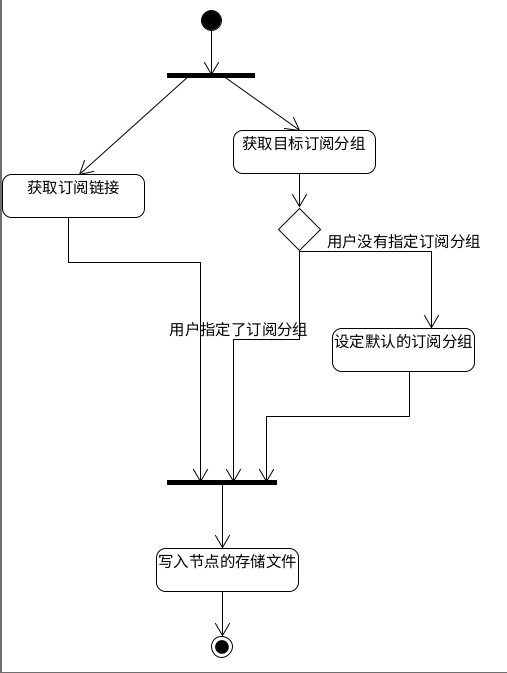 获取目标订阅分组
获取订阅链接
用户没有指定订阅分组
用户指定了订阅分组
设定默认的订阅分组
写入节点的存储文件